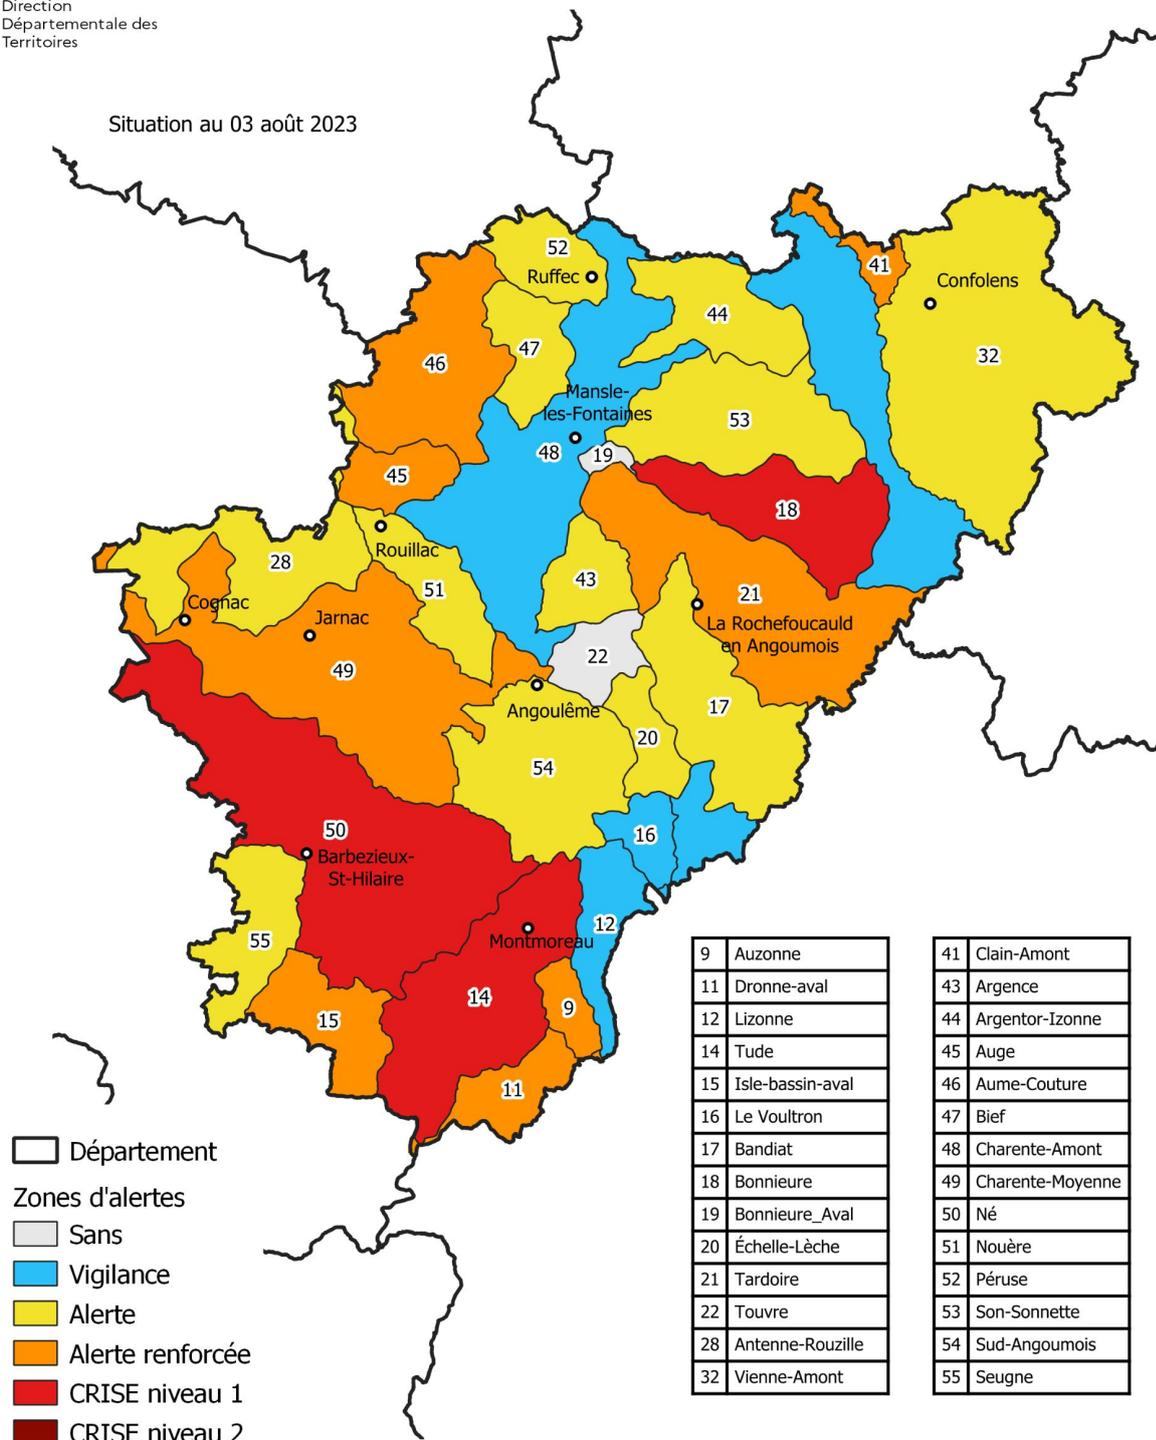 Direction
Départementale des
Territoires
Situation au 03 août 2023
52
Ruffec
41
Confolens
44
46
47
32
Mansle-
les-Fontaines
53
48
19
45
18
Rouillac
28
43
51
21
Cognac
Jarnac
La Rochefoucauld
en Angoumois
22
49
Angoulême
17
20
54
50
16
Barbezieux-
St-Hilaire
12
55
Montmoreau
14
9
15
11
9 Auzonne
11 Dronne-aval
12 Lizonne
14 Tude
15 Isle-bassin-aval
16 Le Voultron
17 Bandiat
18 Bonnieure
19 Bonnieure_Aval
20 Échelle-Lèche
21 Tardoire
22 Touvre
28 Antenne-Rouzille
32 Vienne-Amont
41 Clain-Amont
43 Argence
44 Argentor-Izonne
45 Auge
46 Aume-Couture
47 Bief
48 Charente-Amont
49 Charente-Moyenne
50 Né
51 Nouère
52 Péruse
53 Son-Sonnette
54 Sud-Angoumois
55 Seugne
Département
Zones d'alertes
Sans
Vigilance
Alerte
Alerte renforcée
CRISE niveau 1
CRISE niveau 2